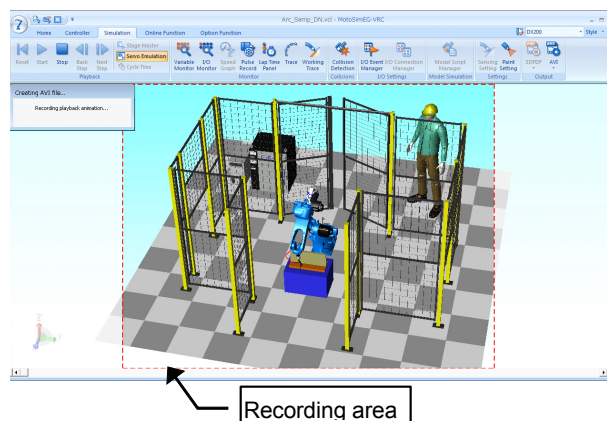 Arc_Samp_DN.vcl - MotoSimEG-VRC
Home Controller Simulation Online Function Option Function
DX200 Style
Reset Start Stop Back Step Next Step
Stage Master
Servo Emulation
Cycle Time
Variable Monitor I/O Monitor Speed Graph Pulse Record Lap Time Panel Trace Working Trace
Collision Detection I/O Event Manager I/O Connection Manager Model Script Manager Sensing Setting Paint Setting 3DPDF AVI
Playback Monitor Collisions I/O Settings Model Simulation Settings Output
Creating AVI file...
Recording playback animation...
Z
Recording area